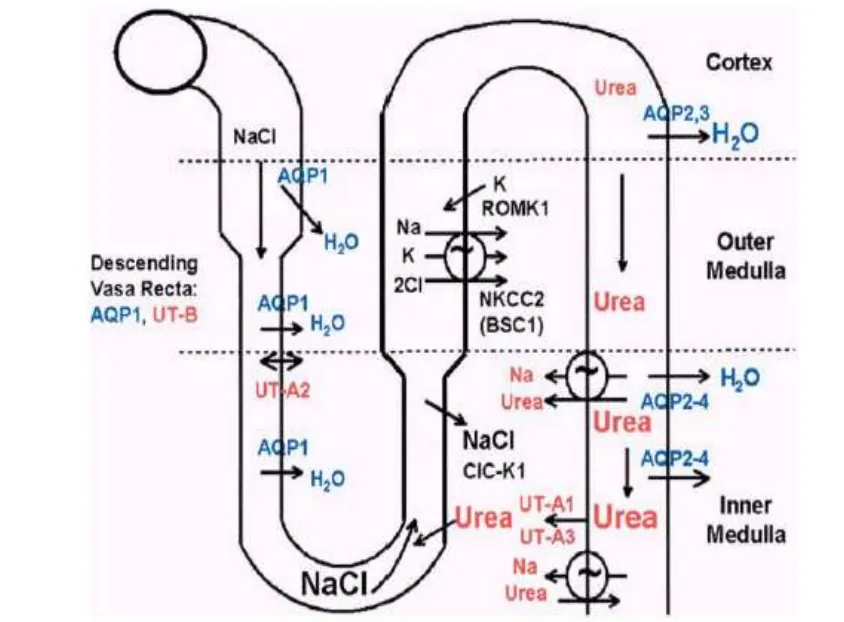 Cortex
Urea
AQP2,3
H₂O
NaCl
AQP1
H₂O
K
ROMK1
Na
K
2Cl
~
NKCC2
(BSC1)
Outer
Medulla
Descending
Vasa Recta:
AQP1, UT-B
AQP1
H₂O
Urea
UT-A2
Na
Urea
~
H₂O
AQP2-4
Urea
NaCl
ClC-K1
AQP1
H₂O
AQP2-4
Urea
UT-A1
UT-A3
Urea
Inner
Medulla
NaCl
Na
Urea
~